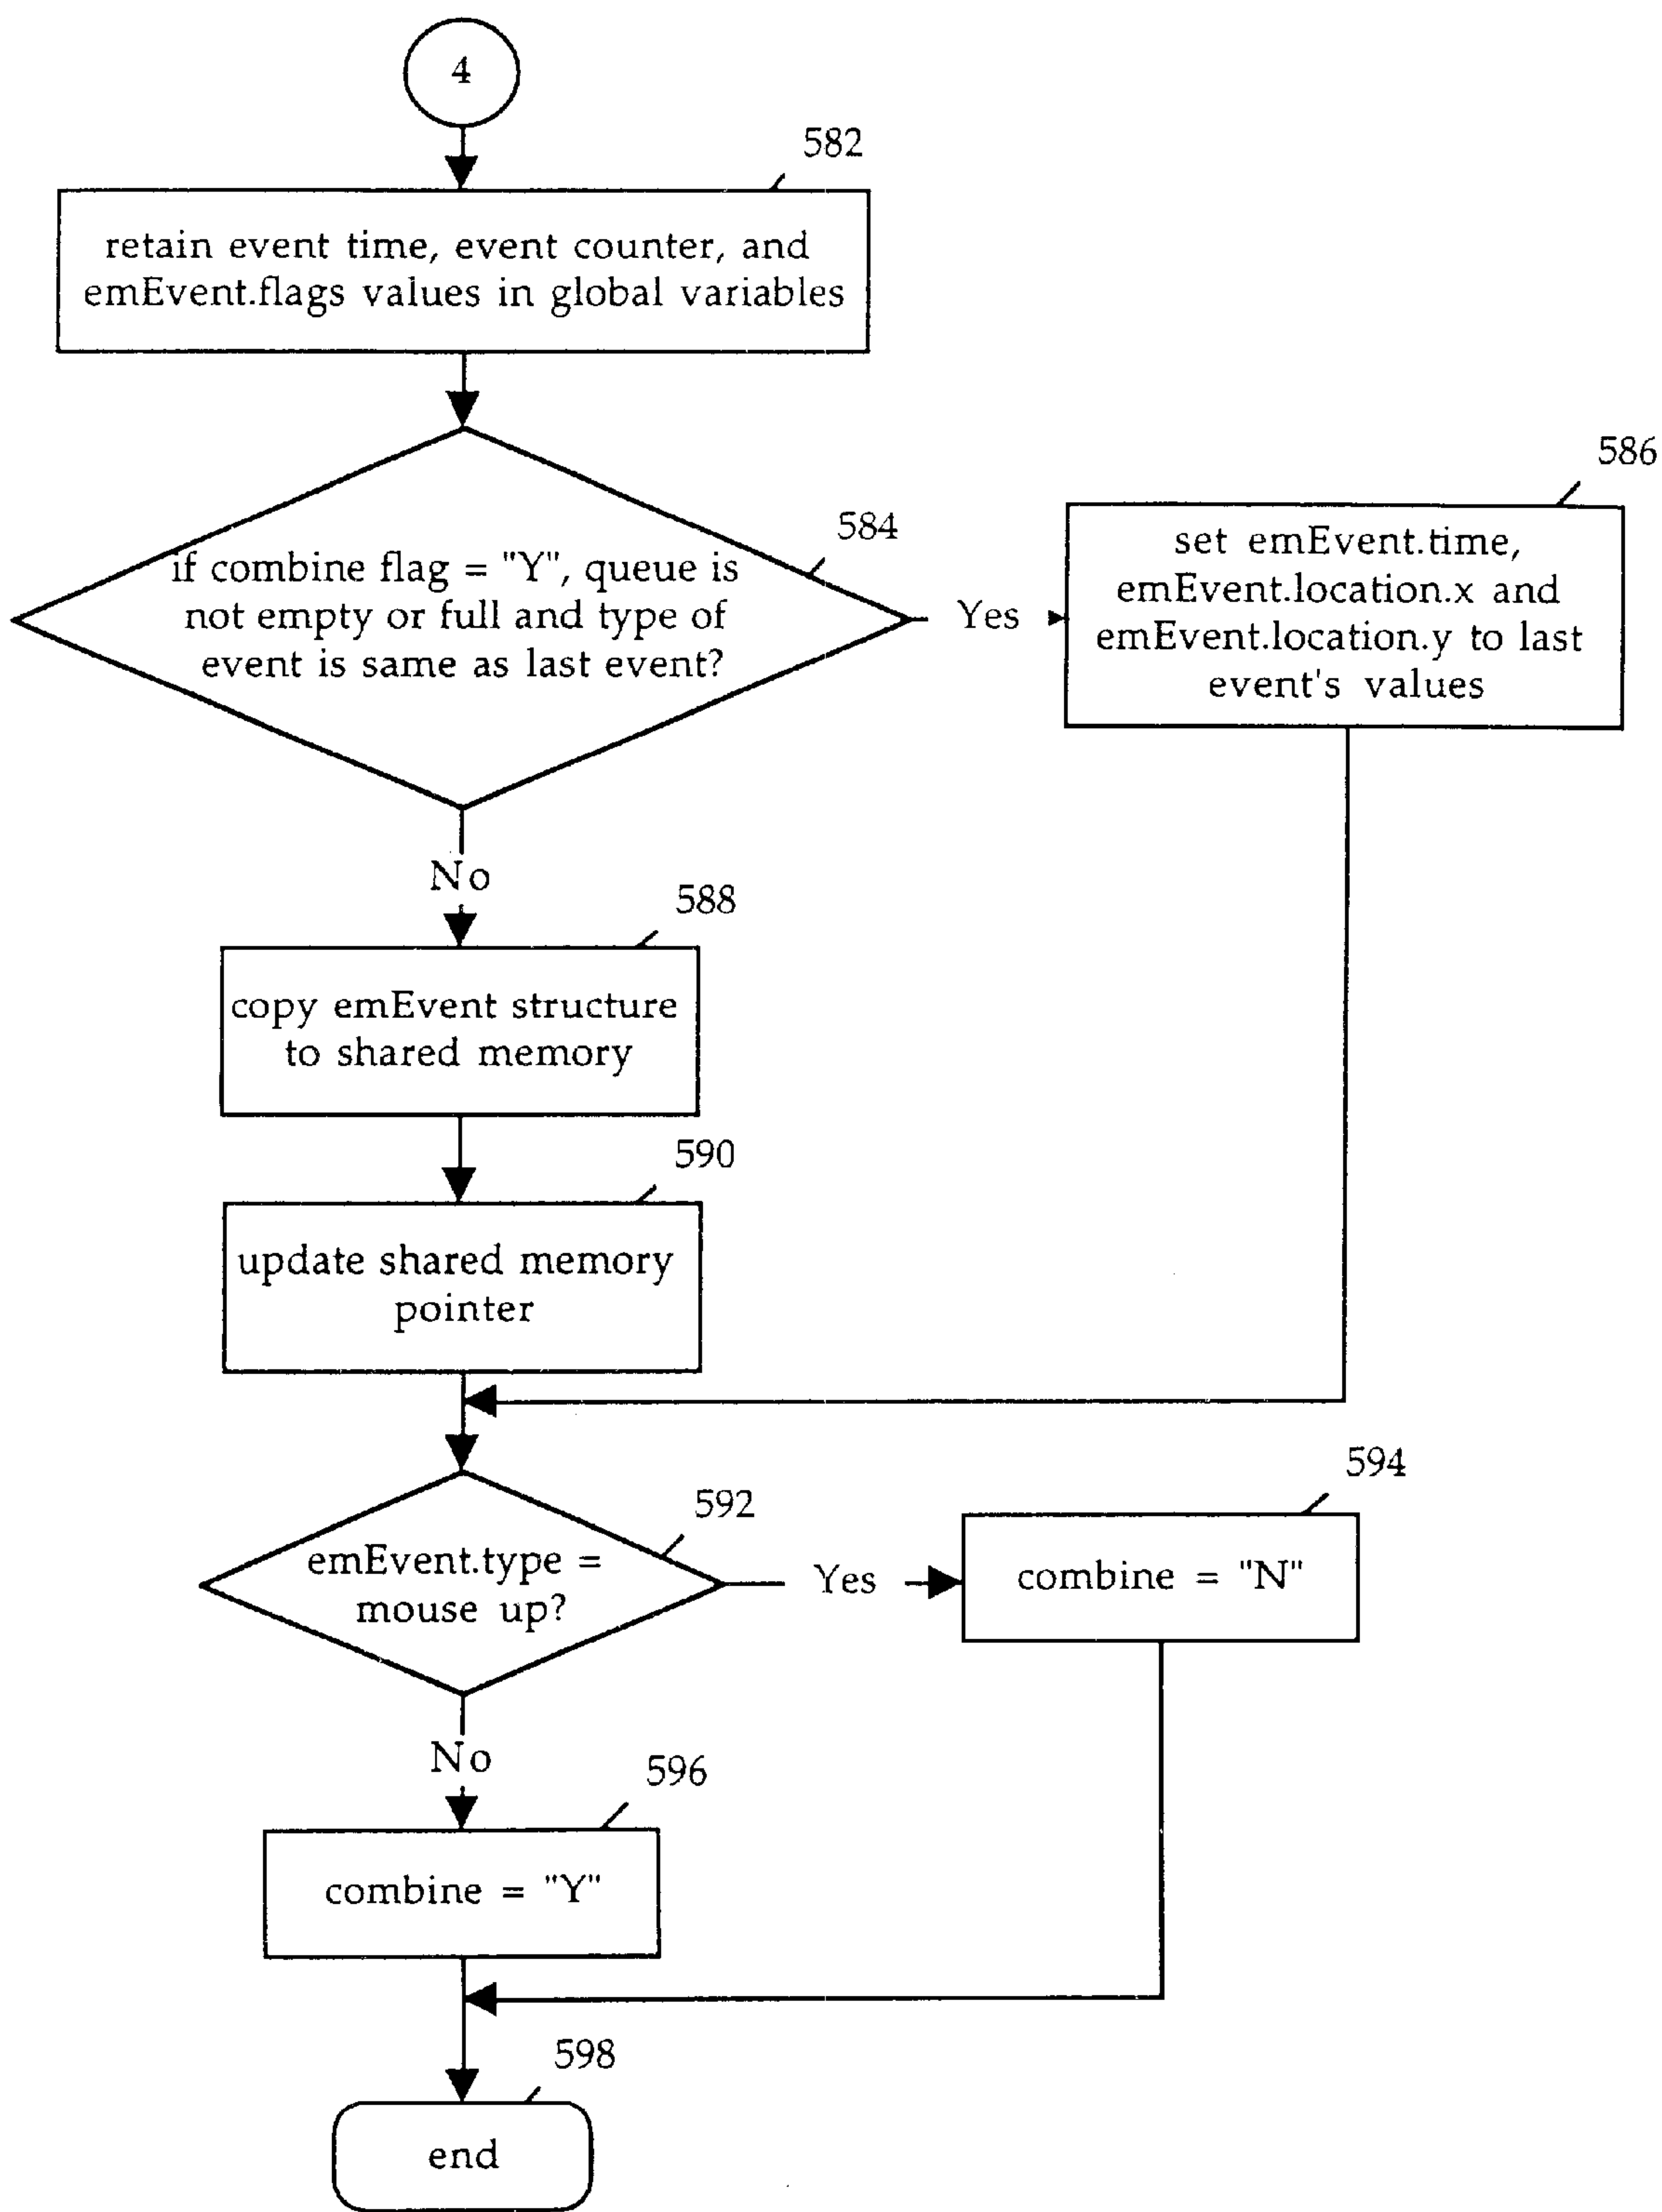 4
582
retain event time, event counter, and
emEvent.flags values in global variables
584
if combine flag = "Y", queue is
not empty or full and type of
event is same as last event?
Yes
586
set emEvent.time,
emEvent.location.x and
emEvent.location.y to last
event's values
No
588
copy emEvent structure
to shared memory
590
update shared memory
pointer
592
emEvent.type =
mouse up?
Yes
594
combine = "N"
No
596
combine = "Y"
598
end